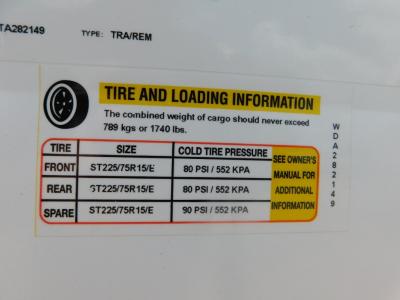 TA282149 TYPE: TRA/REM
TIRE AND LOADING INFORMATION
The combined weight of cargo should never exceed
789 kgs or 1740 lbs.
TIRE SIZE COLD TIRE PRESSURE
FRONT ST225/75R15/E 80 PSI / 552 KPA
REAR ST225/75R15/E 80 PSI / 552 KPA
SPARE ST225/75R15/E 90 PSI / 552 KPA
SEE OWNER'S
MANUAL FOR
ADDITIONAL
INFORMATION
WDA282149